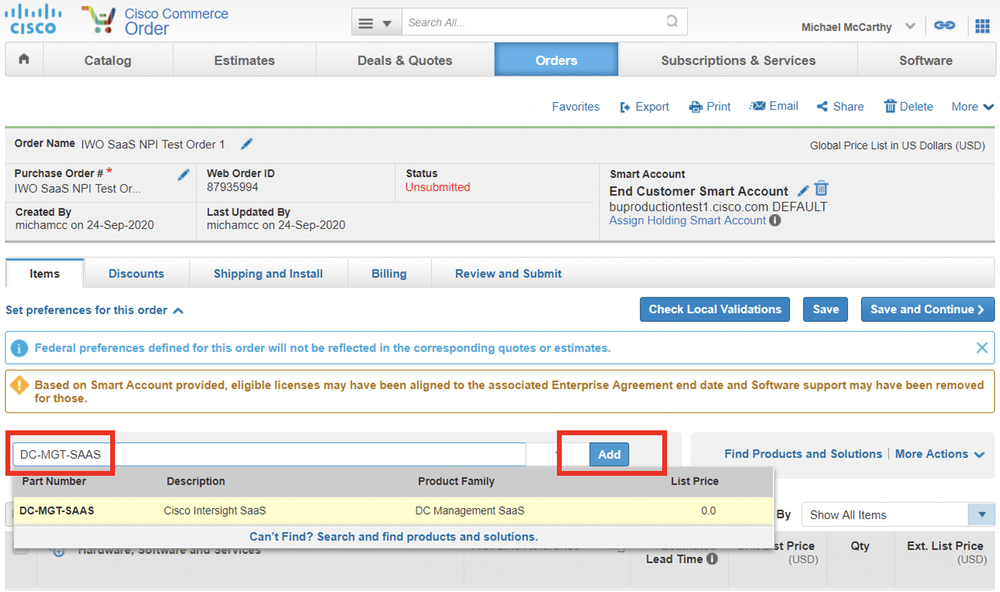 CISCO
Cisco Commerce
Order
Search All...
Michael McCarthy
Catalog
Estimates
Deals & Quotes
Orders
Subscriptions & Services
Software
Favorites
Export
Print
Email
Share
Delete
More
Order Name IWO SaaS NPI Test Order 1
Global Price List in US Dollars (USD)
Purchase Order # *
IWO SaaS NPI Test Or...
Web Order ID
87935994
Status
Unsubmitted
Smart Account
End Customer Smart Account
buproductiontest1.cisco.com DEFAULT
Assign Holding Smart Account
Created By
michamcc on 24-Sep-2020
Last Updated By
michamcc on 24-Sep-2020
Items
Discounts
Shipping and Install
Billing
Review and Submit
Set preferences for this order
Check Local Validations
Save
Save and Continue
Federal preferences defined for this order will not be reflected in the corresponding quotes or estimates.
Based on Smart Account provided, eligible licenses may have been aligned to the associated Enterprise Agreement end date and Software support may have been removed
for those.
DC-MGT-SAAS
Add
Find Products and Solutions
More Actions
Part Number
Description
Product Family
List Price
DC-MGT-SAAS
Cisco Intersight SaaS
DC Management SaaS
0.0
By
Show All Items
Can't Find? Search and find products and solutions.
Hardware, Software and Services
Estimated
Lead Time
List Price
(USD)
Qty
Ext. List Price
(USD)